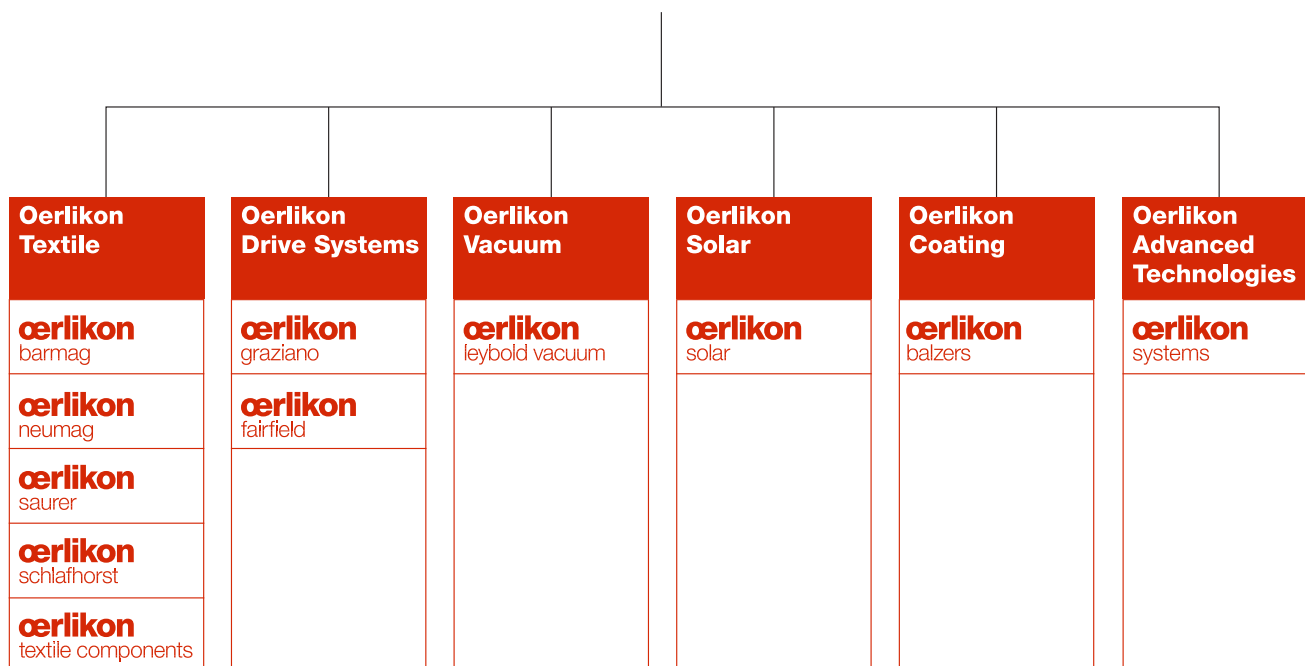 Oerlikon
Textile
œrlikon
barmag
œrlikon
neumag
œrlikon
saurer
œrlikon
schlafhorst
œrlikon
textile components
Oerlikon
Drive Systems
œrlikon
graziano
œrlikon
fairfield
Oerlikon
Vacuum
œrlikon
leybold vacuum
Oerlikon
Solar
œrlikon
solar
Oerlikon
Coating
œrlikon
balzers
Oerlikon
Advanced
Technologies
œrlikon
systems